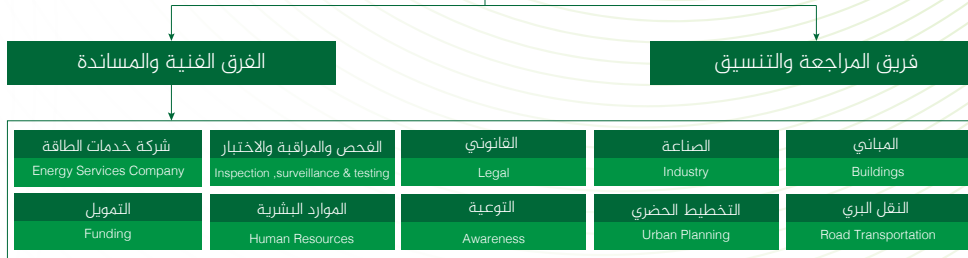 فريق المراجعة والتنسيق
الفرق الفنية والمساندة
المباني
Buildings
الصناعة
Industry
القانوني
Legal
الفحص والمراقبة والاختبار
Inspection ,surveillance & testing
شركة خدمات الطاقة
Energy Services Company
النقل البري
Road Transportation
التخطيط الحضري
Urban Planning
التوعية
Awareness
الموارد البشرية
Human Resources
التمويل
Funding